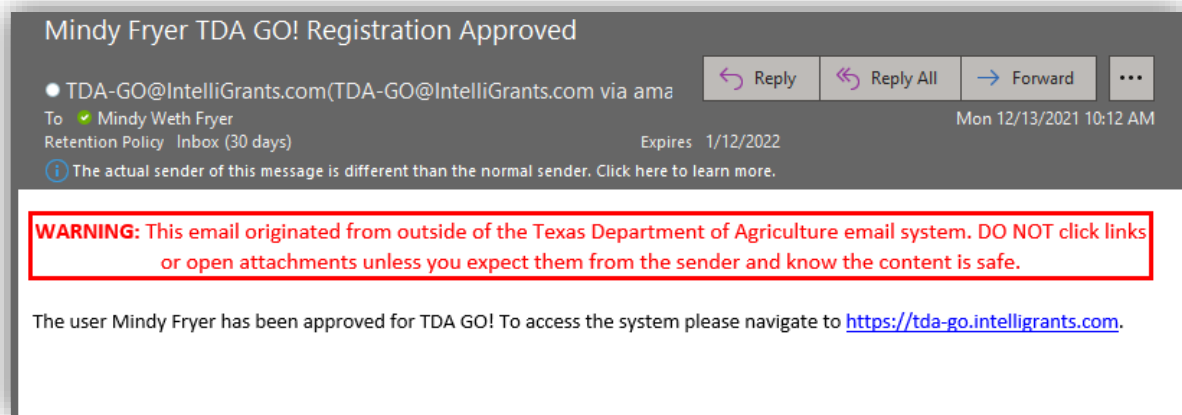 Mindy Fryer TDA GO! Registration Approved
TDA-GO@IntelliGrants.com(TDA-GO@IntelliGrants.com via ama
Reply
Reply All
Forward
To Mindy Weth Fryer
Mon 12/13/2021 10:12 AM
Retention Policy Inbox (30 days)
Expires 1/12/2022
The actual sender of this message is different than the normal sender. Click here to learn more.
WARNING: This email originated from outside of the Texas Department of Agriculture email system. DO NOT click links
or open attachments unless you expect them from the sender and know the content is safe.
The user Mindy Fryer has been approved for TDA GO! To access the system please navigate to https://tda-go.intelligrants.com.